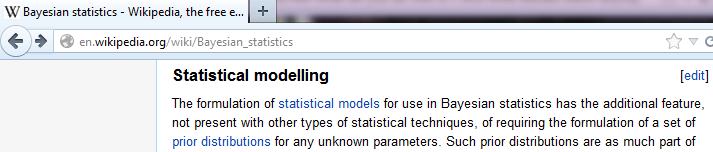 W Bayesian statistics - Wikipedia, the free e...
en.wikipedia.org/wiki/Bayesian_statistics
Statistical modelling [edit]
The formulation of statistical models for use in Bayesian statistics has the additional feature,
not present with other types of statistical techniques, of requiring the formulation of a set of
prior distributions for any unknown parameters. Such prior distributions are as much part of